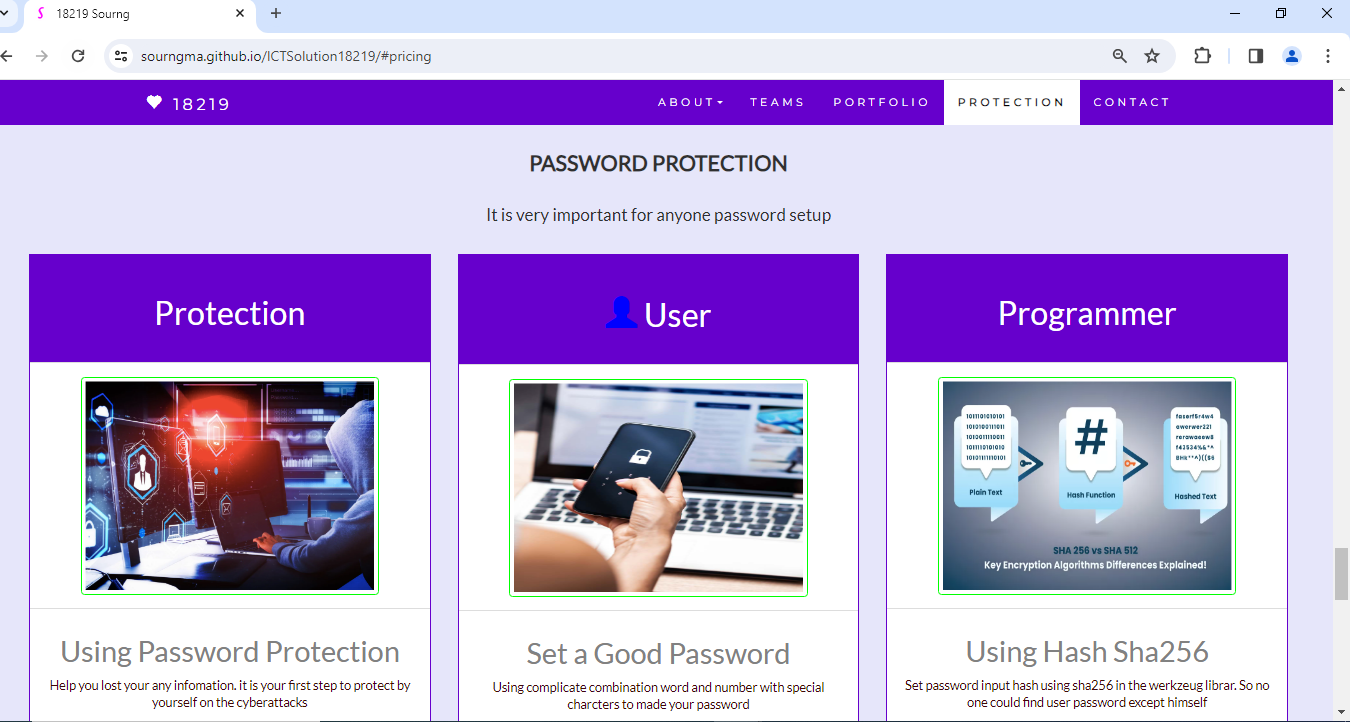 18219 Sourng
sourngma.github.io/ICTSolution18219/#pricing
18219
ABOUT TEAMS PORTFOLIO PROTECTION CONTACT
PASSWORD PROTECTION
It is very important for anyone password setup
Protection
Using Password Protection
Help you lost your any infomation. it is your first step to protect by
yourself on the cyberattacks
User
Set a Good Password
Using complicate combination word and number with special
charcters to made your password
Programmer
1011101010101
Plain Text
#
Hash Function
faserf5r4w4
Hashed Text
SHA 256 vs SHA 512
Key Encryption Algorithms Differences Explained!
Using Hash Sha256
Set password input hash using sha256 in the werkzeug librar. So no
one could find user password except himself